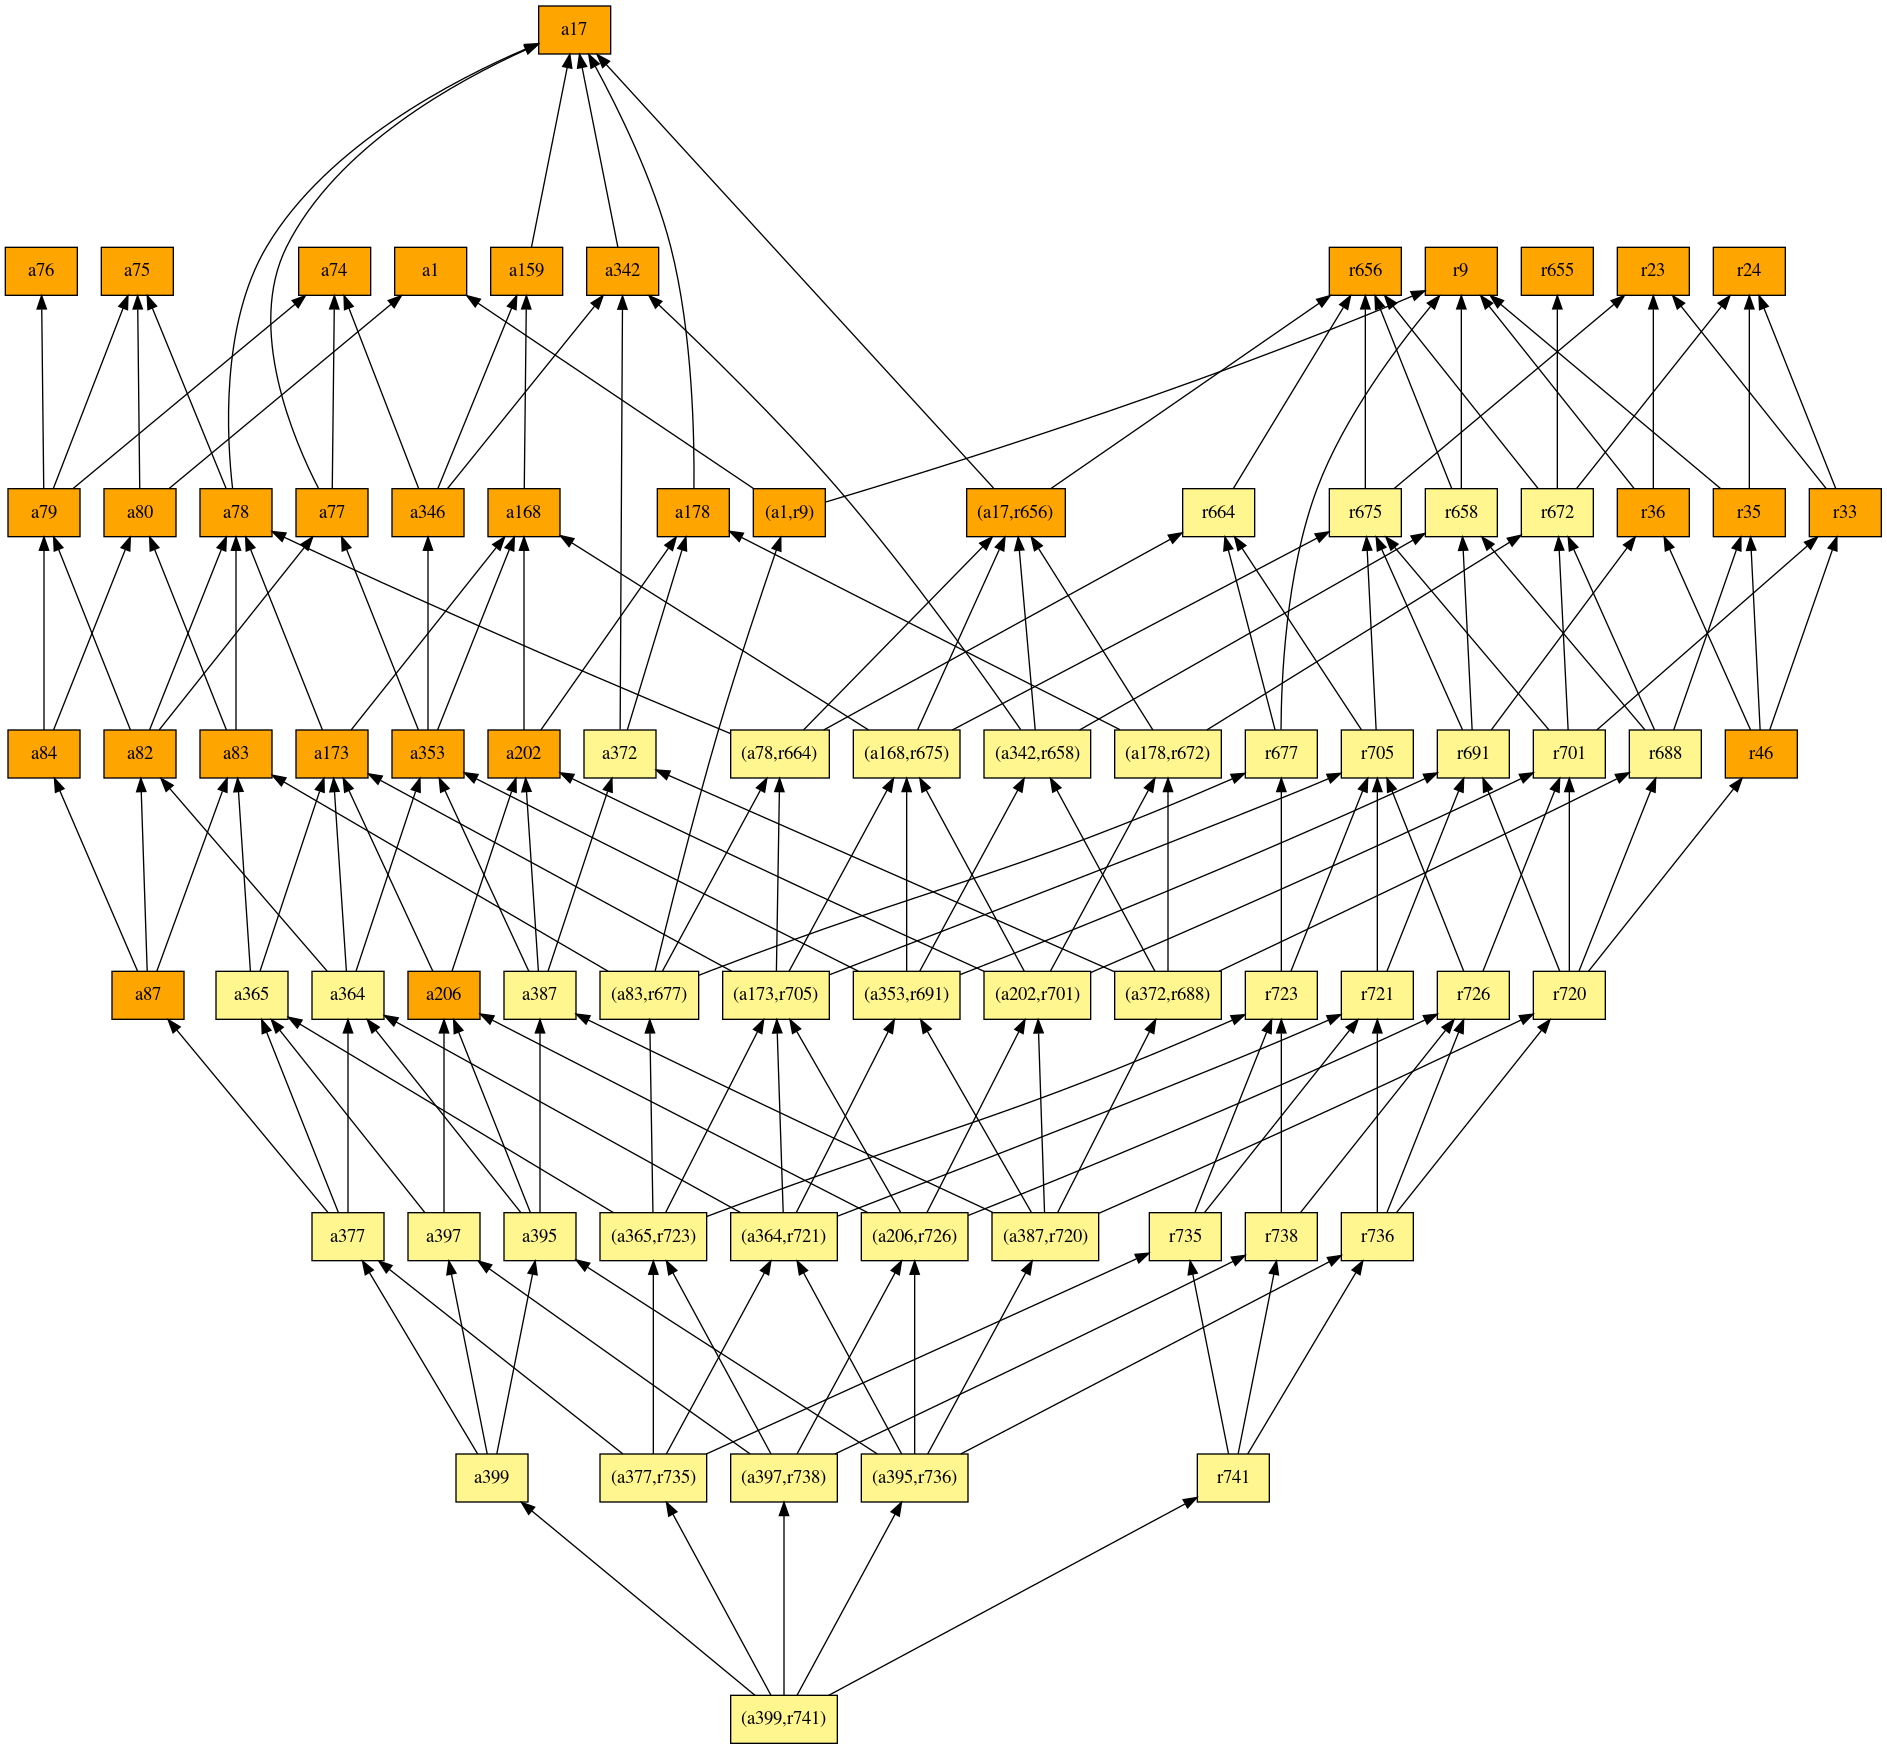 a17
a76
a75
a74
a1
a159
a342
r656
r9
r655
r23
r24
a79
a80
a78
a77
a346
a168
a178
(a1,r9)
(a17,r656)
r664
r675
r658
r672
r36
r35
r33
a84
a82
a83
a173
a353
a202
a372
(a78,r664)
(a168,r675)
(a342,r658)
(a178,r672)
r677
r705
r691
r701
r688
r46
a87
a365
a364
a206
a387
(a83,r677)
(a173,r705)
(a353,r691)
(a202,r701)
(a372,r688)
r723
r721
r726
r720
a377
a397
a395
(a365,r723)
(a364,r721)
(a206,r726)
(a387,r720)
r735
r738
r736
a399
(a377,r735)
(a397,r738)
(a395,r736)
r741
(a399,r741)